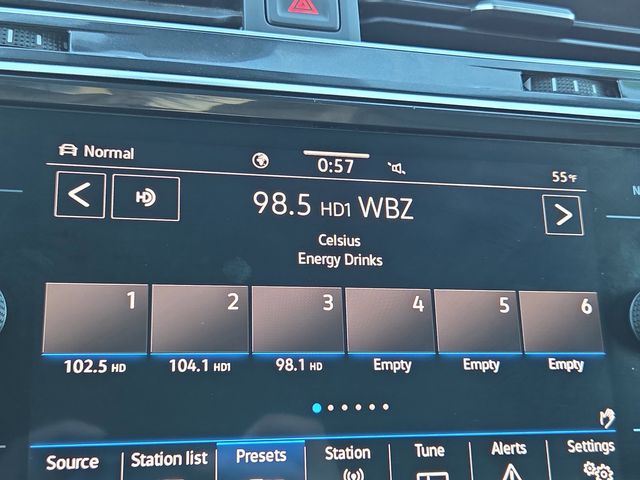 Normal 0:57 55°F
HD 98.5 HD1 WBZ
Celsius
Energy Drinks
1 2 3 4 5 6
102.5 HD 104.1 HD1 98.1 HD Empty Empty Empty
Source Station list Presets Station Tune Alerts Settings